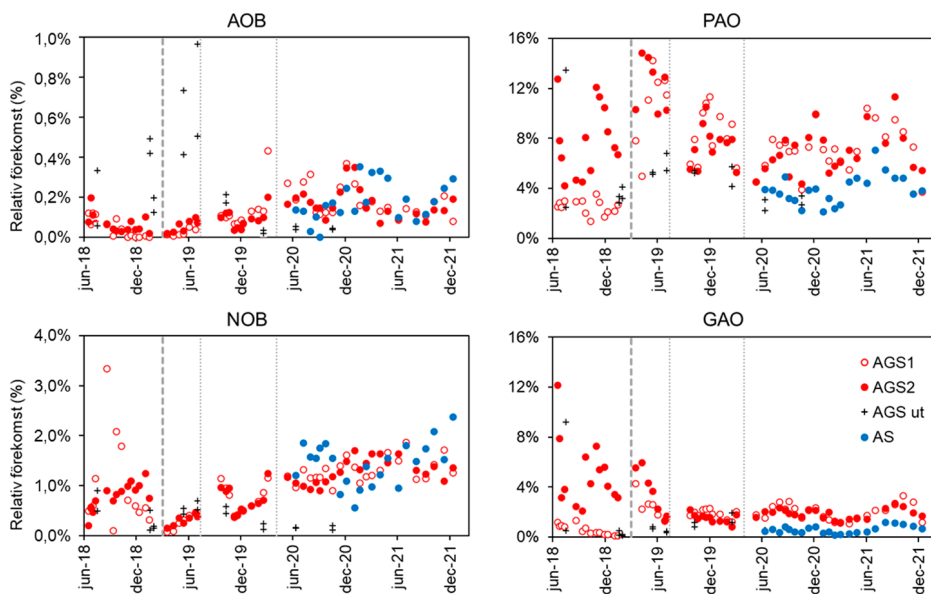 AOB
Relativ förekomst (%)
1,0%
0,8%
0,6%
0,4%
0,2%
0,0%
jun-18
dec-18
jun-19
dec-19
jun-20
dec-20
jun-21
dec-21
PAO
16%
12%
8%
4%
0%
jun-18
dec-18
jun-19
dec-19
jun-20
dec-20
jun-21
dec-21
NOB
Relativ förekomst (%)
4,0%
3,0%
2,0%
1,0%
0,0%
jun-18
dec-18
jun-19
dec-19
jun-20
dec-20
jun-21
dec-21
GAO
16%
12%
8%
4%
0%
AGS1
AGS2
AGS ut
AS
jun-18
dec-18
jun-19
dec-19
jun-20
dec-20
jun-21
dec-21